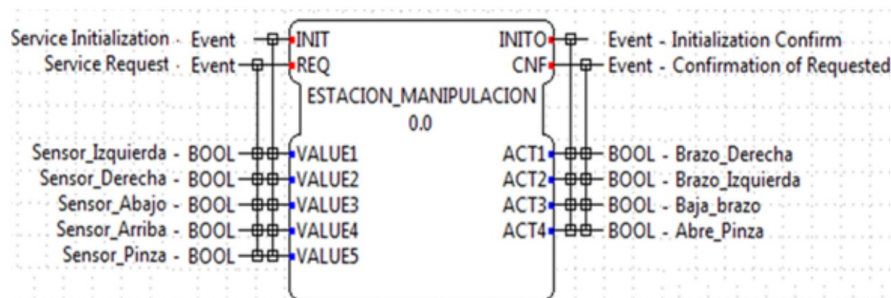 Service Initialization - Event INIT INITO Event - Initialization Confirm
Service Request - Event REQ CNF Event - Confirmation of Requested
ESTACION_MANIPULACION
0.0
Sensor_Izquierda - BOOL VALUE1 ACT1 BOOL - Brazo_Derecha
Sensor_Derecha - BOOL VALUE2 ACT2 BOOL - Brazo_Izquierda
Sensor_Abajo - BOOL VALUE3 ACT3 BOOL - Baja_brazo
Sensor_Arriba - BOOL VALUE4 ACT4 BOOL - Abre_Pinza
Sensor_Pinza - BOOL VALUE5